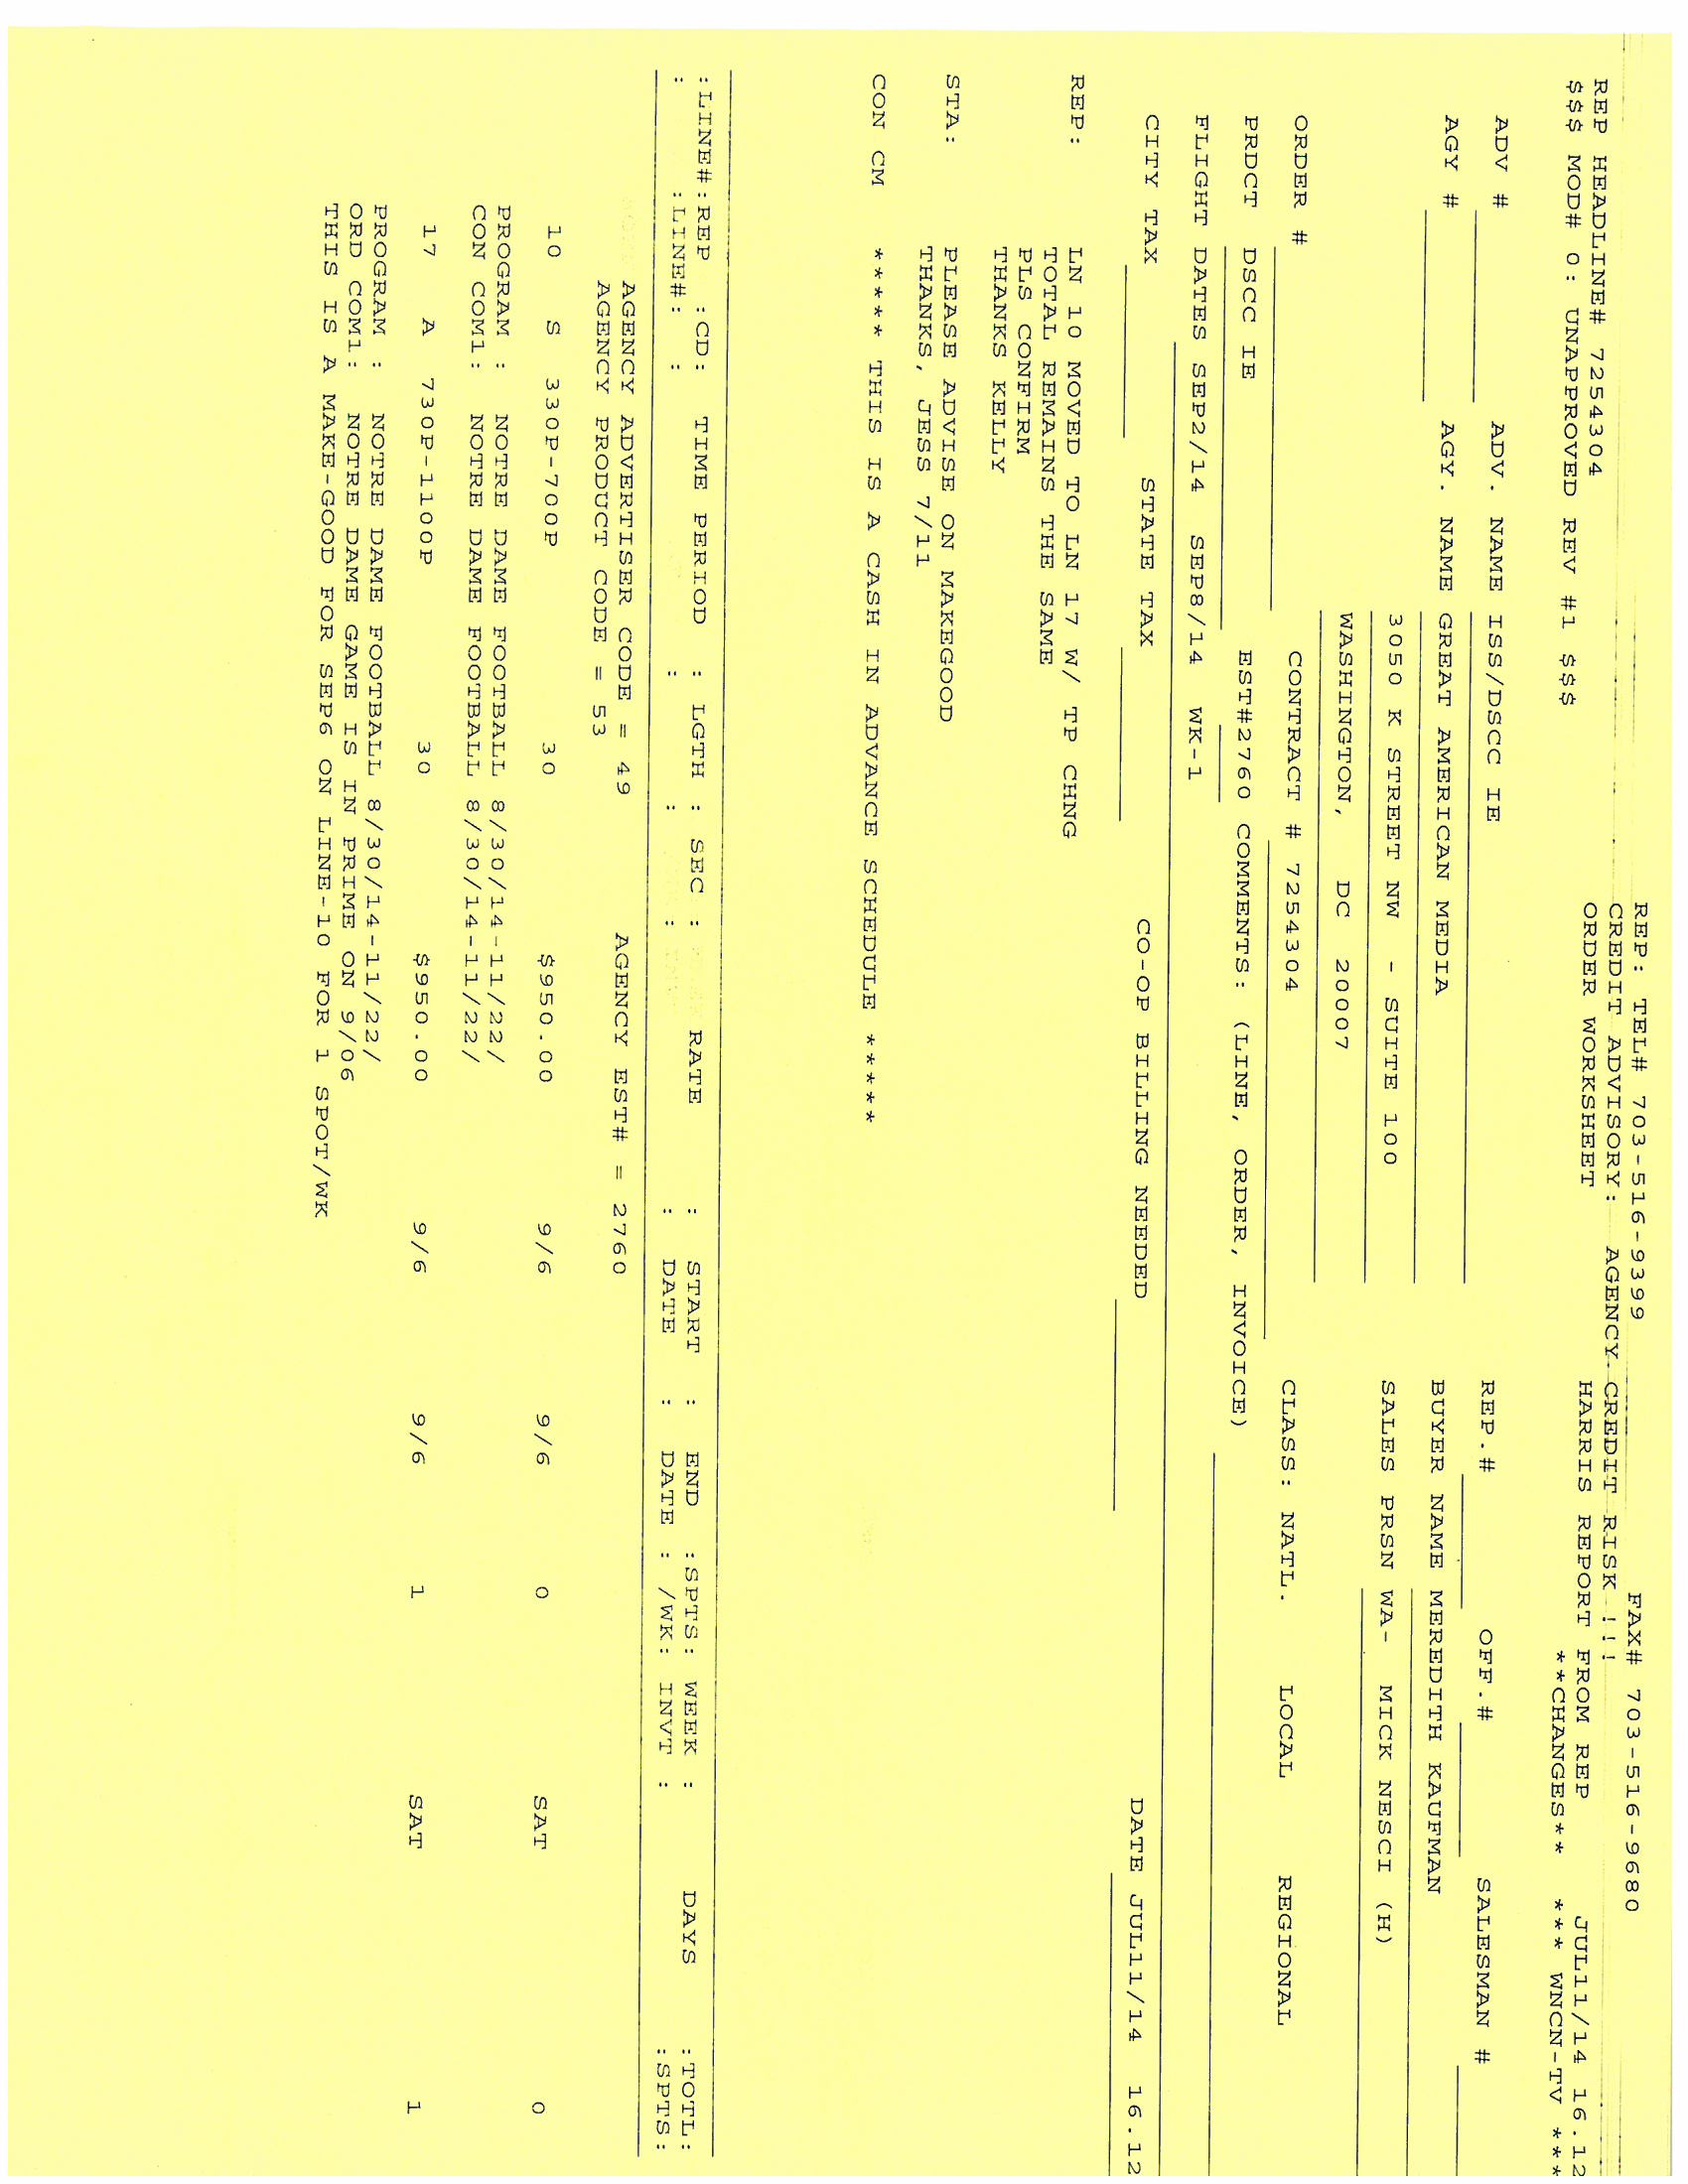 REP: TEL# 703-516-9399 FAX# 703-516-9680
CREDIT ADVISORY: AGENCY CREDIT RISK !!!
REP HEADLINE# 7254304 ORDER WORKSHEET HARRIS REPORT FROM REP JUL11/14 16.12
$$$ MOD# 0: UNAPPROVED REV #1 $$$ **CHANGES** *** WNCN-TV ***
ADV # ADV. NAME ISS/DSCC IE REP.# OFF.# SALESMAN #
AGY # AGY. NAME GREAT AMERICAN MEDIA BUYER NAME MEREDITH KAUFMAN
3050 K STREET NW - SUITE 100 SALES PRSN WA- MICK NESCI (H)
WASHINGTON, DC 20007
ORDER # CONTRACT # 7254304 CLASS: NATL. LOCAL REGIONAL
PRDCT DSCC IE EST#2760 COMMENTS: (LINE, ORDER, INVOICE)
FLIGHT DATES SEP2/14 SEP8/14 WK-1
CITY TAX STATE TAX CO-OP BILLING NEEDED DATE JUL11/14 16.12
REP: LN 10 MOVED TO LN 17 W/ TP CHNG
TOTAL REMAINS THE SAME
PLS CONFIRM
THANKS KELLY
STA: PLEASE ADVISE ON MAKEGOOD
THANKS, JESS 7/11
CON CM ***** THIS IS A CASH IN ADVANCE SCHEDULE *****
:LINE#:REP :CD: TIME PERIOD : LGTH : SEC : RATE : START : END :SPTS: WEEK : DAYS :TOTL:
: :LINE#: : : : : : DATE : DATE : /WK: INVT : :SPTS:
AGENCY ADVERTISER CODE = 49 AGENCY EST# = 2760
AGENCY PRODUCT CODE = 53
10 S 330P-700P 30 $950.00 9/6 9/6 0 SAT 0
PROGRAM : NOTRE DAME FOOTBALL 8/30/14-11/22/
CON COM1: NOTRE DAME FOOTBALL 8/30/14-11/22/
17 A 730P-1100P 30 $950.00 9/6 9/6 1 SAT 1
PROGRAM : NOTRE DAME FOOTBALL 8/30/14-11/22/
ORD COM1: NOTRE DAME GAME IS IN PRIME ON 9/06
THIS IS A MAKE-GOOD FOR SEP6 ON LINE-10 FOR 1 SPOT/WK